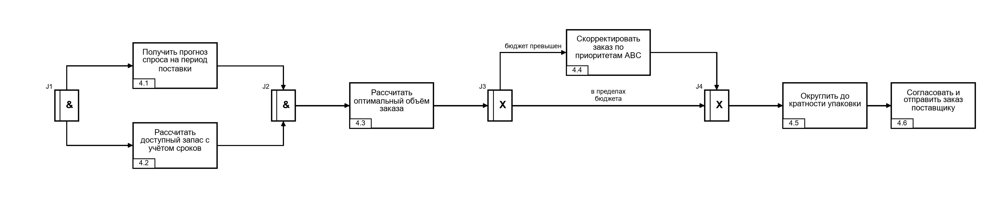 J1
&
Получить прогноз
спроса на период
поставки
4.1
Рассчитать
доступный запас с
учётом сроков
4.2
J2
&
Рассчитать
оптимальный объём
заказа
4.3
J3
X
бюджет превышен
Скорректировать
заказ по
приоритетам ABC
4.4
в пределах
бюджета
J4
X
Округлить до
кратности упаковки
4.5
Согласовать и
отправить заказ
поставщику
4.6